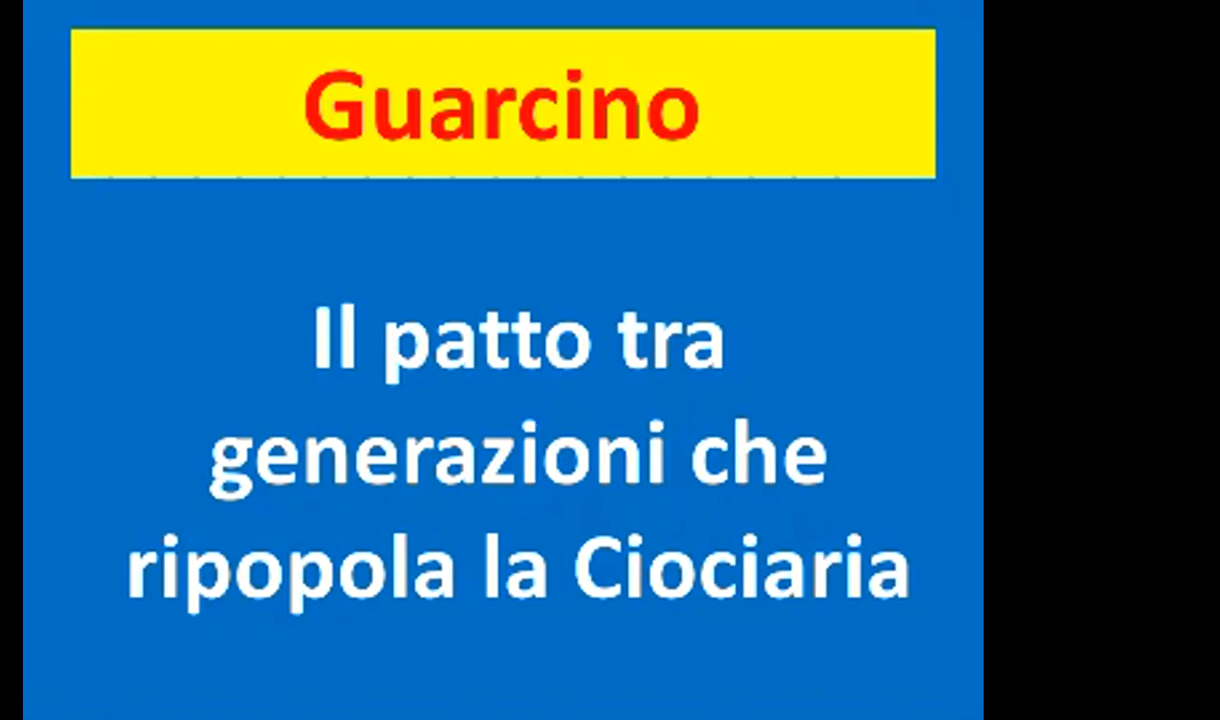 Guarcino
Il patto tra
generazioni che
ripopola la Ciociaria